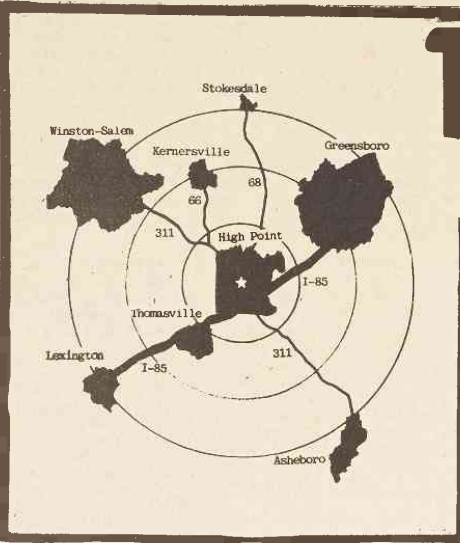 Stokesdale
Winston-Salem
Kernersville
Greensboro
68
66
311
High Point
I-85
Thomasville
Lexington
I-85
311
Asheboro